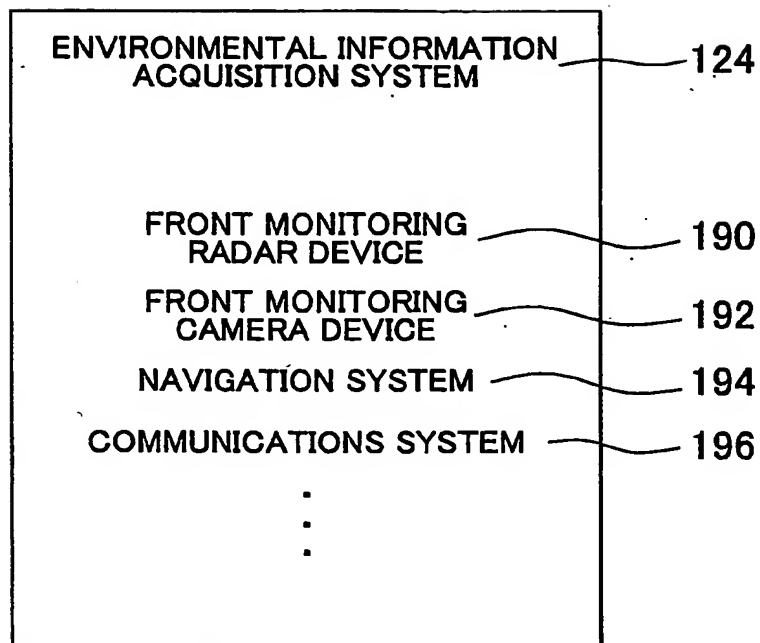 ENVIRONMENTAL INFORMATION
ACQUISITION SYSTEM
124
FRONT MONITORING
RADAR DEVICE
190
FRONT MONITORING
CAMERA DEVICE
192
NAVIGATION SYSTEM
194
COMMUNICATIONS SYSTEM
196